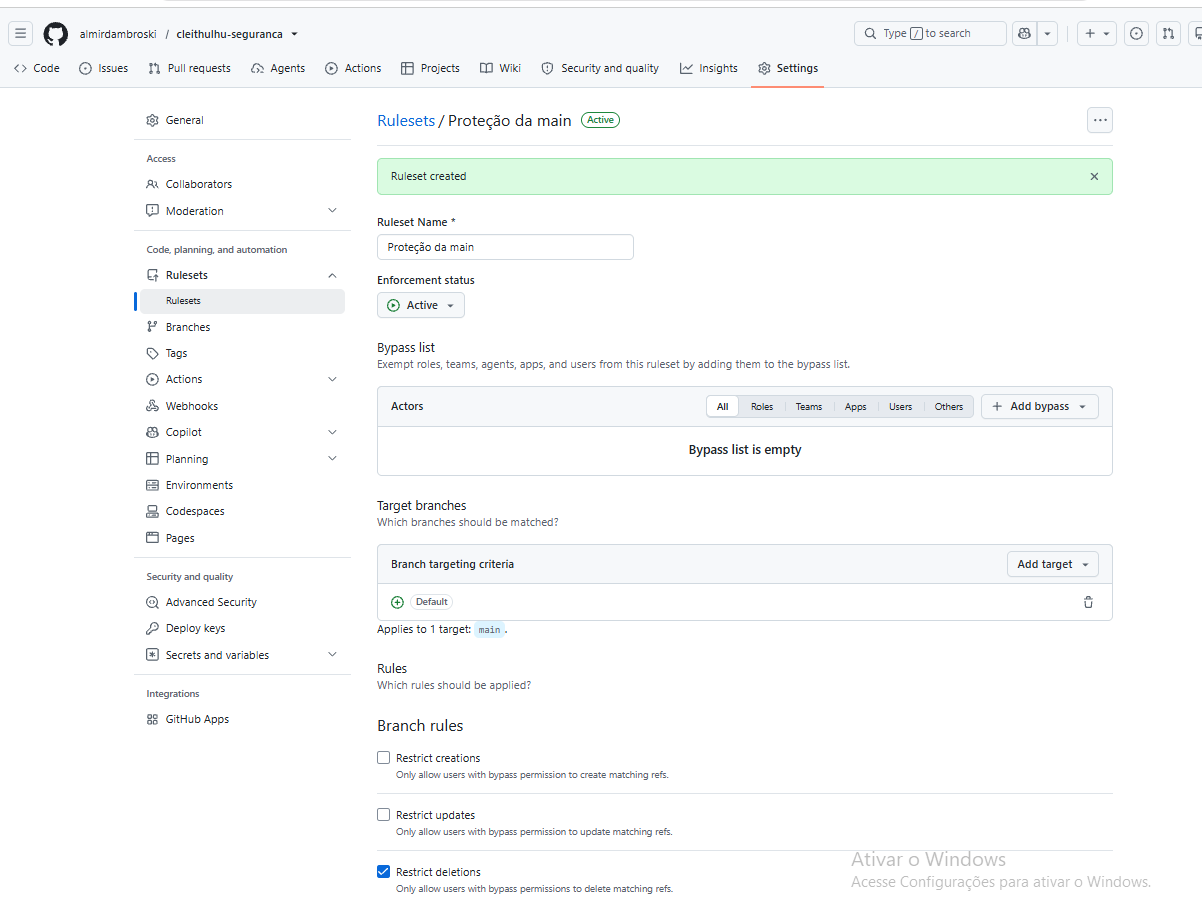 almirdambroski / cleithulhu-seguranca
Type / to search
Code Issues Pull requests Agents Actions Projects Wiki Security and quality Insights Settings
General
Access
Collaborators
Moderation
Code, planning, and automation
Rulesets
Rulesets
Branches
Tags
Actions
Webhooks
Copilot
Planning
Environments
Codespaces
Pages
Security and quality
Advanced Security
Deploy keys
Secrets and variables
Integrations
GitHub Apps
Rulesets / Proteção da main Active
Ruleset created
Ruleset Name *
Proteção da main
Enforcement status
Active
Bypass list
Exempt roles, teams, agents, apps, and users from this ruleset by adding them to the bypass list.
Actors All Roles Teams Apps Users Others Add bypass
Bypass list is empty
Target branches
Which branches should be matched?
Branch targeting criteria Add target
Default
Applies to 1 target: main.
Rules
Which rules should be applied?
Branch rules
Restrict creations
Only allow users with bypass permission to create matching refs.
Restrict updates
Only allow users with bypass permission to update matching refs.
Restrict deletions
Only allow users with bypass permissions to delete matching refs.
Ativar o Windows
Acesse Configurações para ativar o Windows.